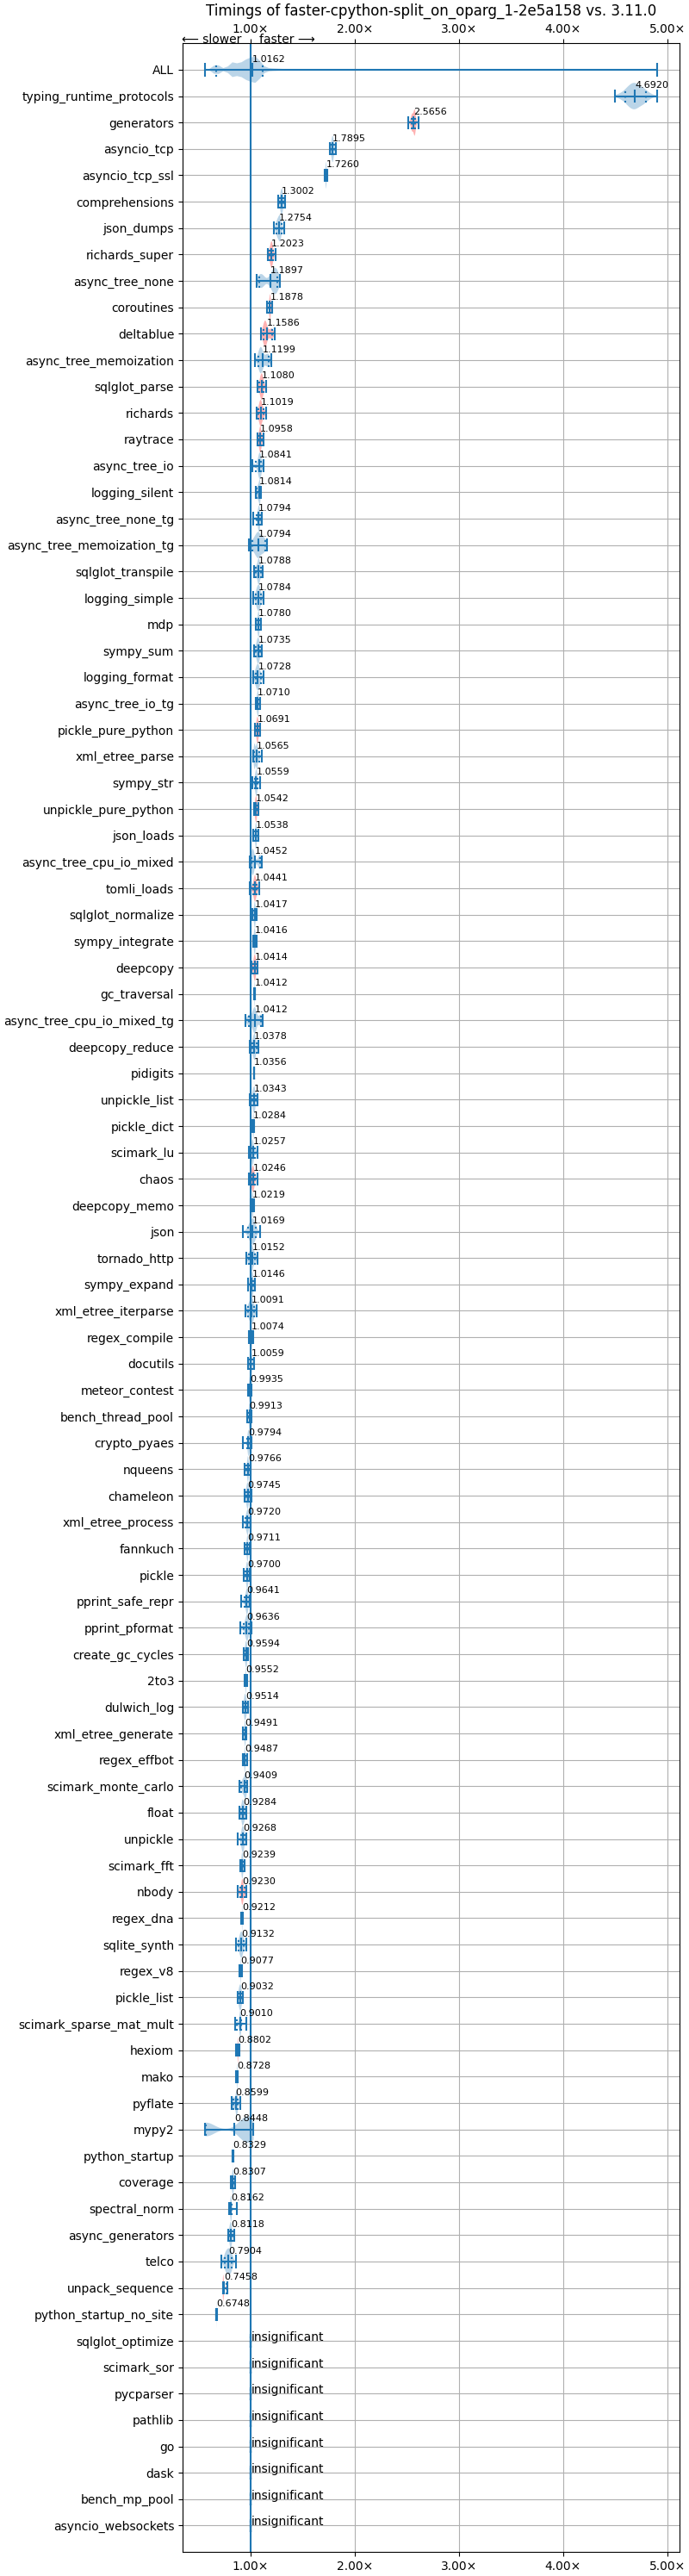 Timings of faster-cpython-split_on_oparg_1-2e5a158 vs. 3.11.0
⟵ slower faster ⟶
1.00× 2.00× 3.00× 4.00× 5.00×
ALL 1.0162
typing_runtime_protocols 4.6920
generators 2.5656
asyncio_tcp 1.7895
asyncio_tcp_ssl 1.7260
comprehensions 1.3002
json_dumps 1.2754
richards_super 1.2023
async_tree_none 1.1897
coroutines 1.1878
deltablue 1.1586
async_tree_memoization 1.1199
sqlglot_parse 1.1080
richards 1.1019
raytrace 1.0958
async_tree_io 1.0841
logging_silent 1.0814
async_tree_none_tg 1.0794
async_tree_memoization_tg 1.0794
sqlglot_transpile 1.0788
logging_simple 1.0784
mdp 1.0780
sympy_sum 1.0735
logging_format 1.0728
async_tree_io_tg 1.0710
pickle_pure_python 1.0691
xml_etree_parse 1.0565
sympy_str 1.0559
unpickle_pure_python 1.0542
json_loads 1.0538
async_tree_cpu_io_mixed 1.0452
tomli_loads 1.0441
sqlglot_normalize 1.0417
sympy_integrate 1.0416
deepcopy 1.0414
gc_traversal 1.0412
async_tree_cpu_io_mixed_tg 1.0412
deepcopy_reduce 1.0378
pidigits 1.0356
unpickle_list 1.0343
pickle_dict 1.0284
scimark_lu 1.0257
chaos 1.0246
deepcopy_memo 1.0219
json 1.0169
tornado_http 1.0152
sympy_expand 1.0146
xml_etree_iterparse 1.0091
regex_compile 1.0074
docutils 1.0059
meteor_contest 0.9935
bench_thread_pool 0.9913
crypto_pyaes 0.9794
nqueens 0.9766
chameleon 0.9745
xml_etree_process 0.9720
fannkuch 0.9711
pickle 0.9700
pprint_safe_repr 0.9641
pprint_pformat 0.9636
create_gc_cycles 0.9594
2to3 0.9552
dulwich_log 0.9514
xml_etree_generate 0.9491
regex_effbot 0.9487
scimark_monte_carlo 0.9409
float 0.9284
unpickle 0.9268
scimark_fft 0.9239
nbody 0.9230
regex_dna 0.9212
sqlite_synth 0.9132
regex_v8 0.9077
pickle_list 0.9032
scimark_sparse_mat_mult 0.9010
hexiom 0.8802
mako 0.8728
pyflate 0.8599
mypy2 0.8448
python_startup 0.8329
coverage 0.8307
spectral_norm 0.8162
async_generators 0.8118
telco 0.7904
unpack_sequence 0.7458
python_startup_no_site 0.6748
sqlglot_optimize insignificant
scimark_sor insignificant
pycparser insignificant
pathlib insignificant
go insignificant
dask insignificant
bench_mp_pool insignificant
asyncio_websockets insignificant
1.00× 2.00× 3.00× 4.00× 5.00×